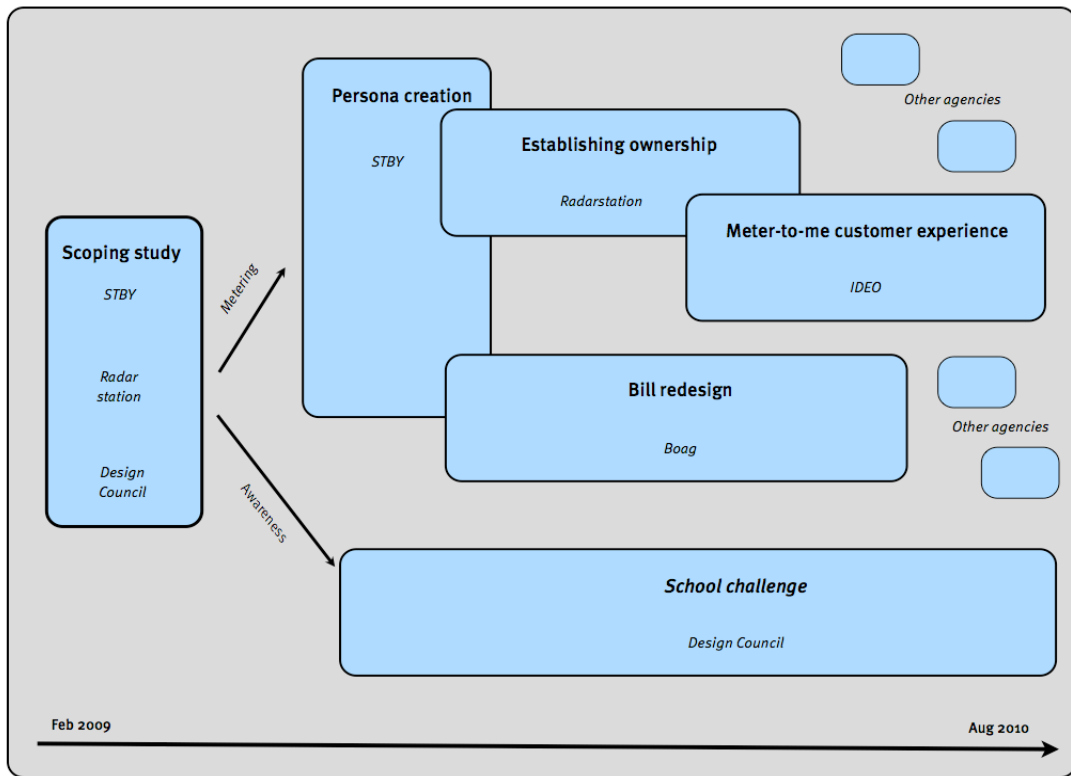 Scoping study
STBY
Radar
station
Design
Council
Metering
Awareness
Persona creation
STBY
Establishing ownership
Radarstation
Meter-to-me customer experience
IDEO
Other agencies
Bill redesign
Boag
Other agencies
School challenge
Design Council
Feb 2009
Aug 2010